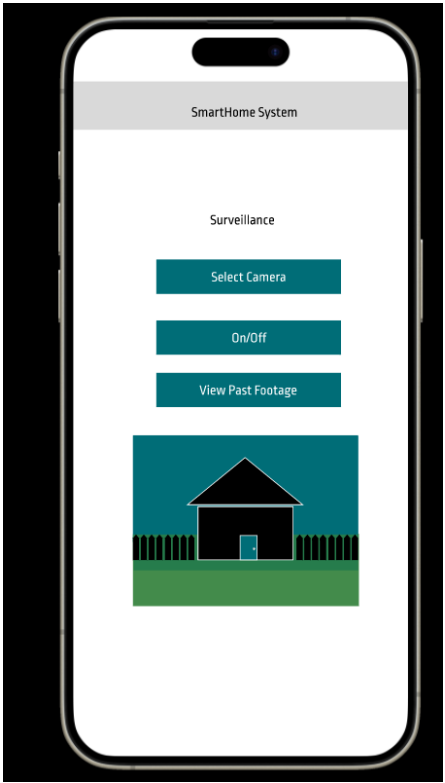 SmartHome System
Surveillance
Select Camera
On/Off
View Past Footage